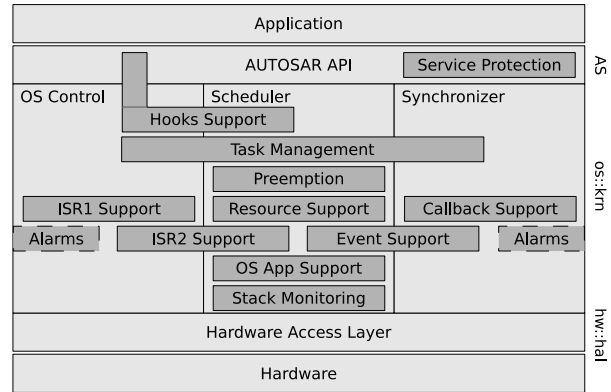 Application
AUTOSAR API
Service Protection
AS
OS Control
Scheduler
Synchronizer
Hooks Support
Task Management
Preemption
os::krn
ISR1 Support
Resource Support
Callback Support
Alarms
ISR2 Support
Event Support
Alarms
OS App Support
Stack Monitoring
Hardware Access Layer
hw::hal
Hardware